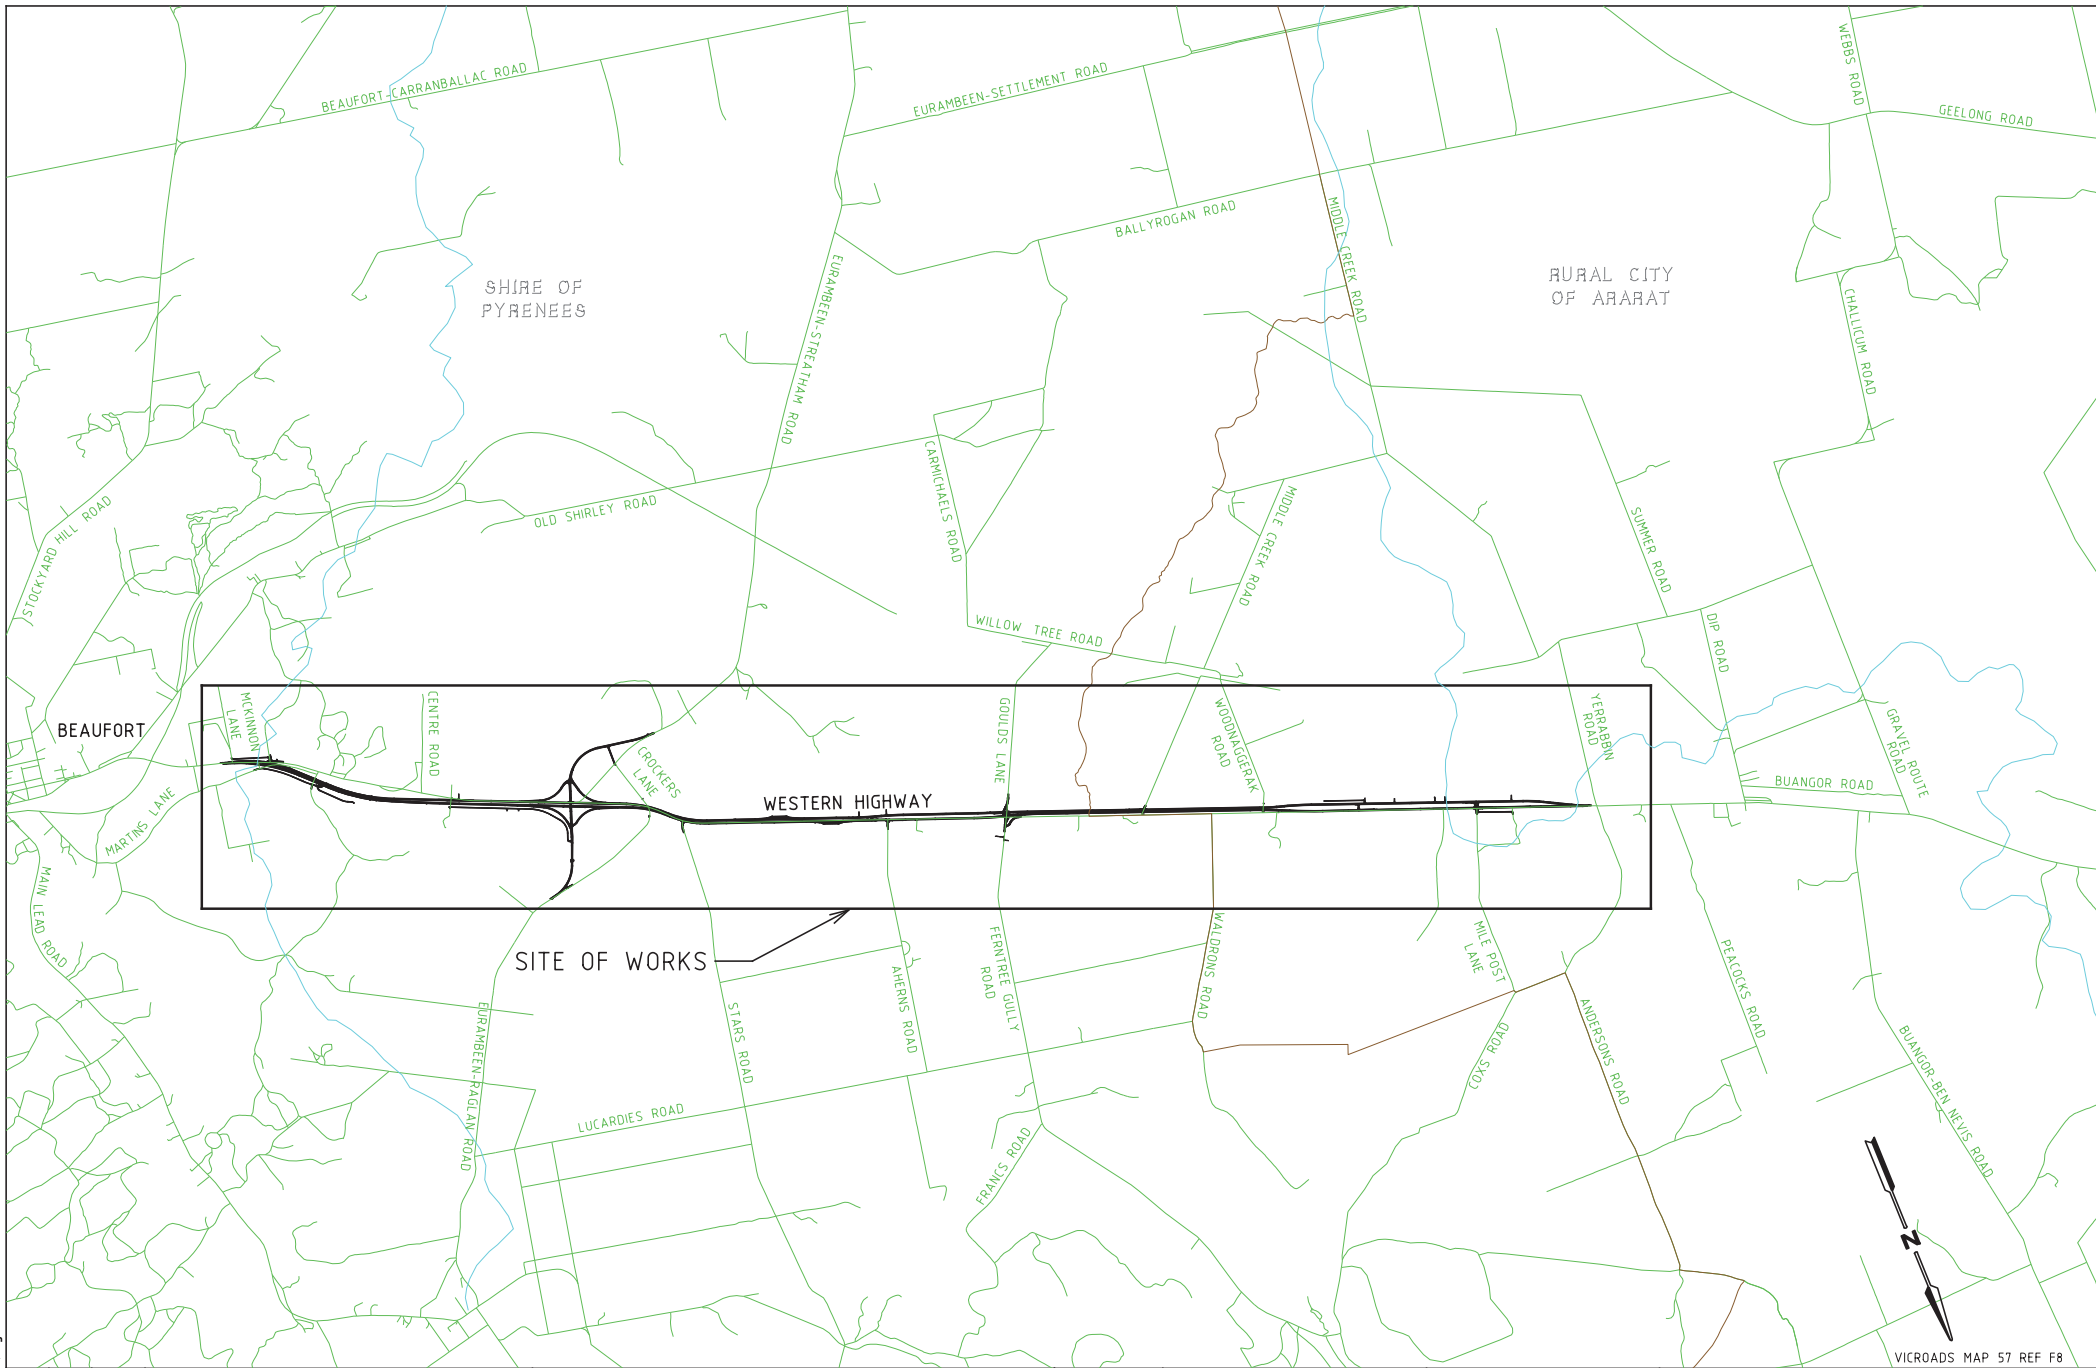 WEBBS ROAD
BEAUFORT-CARRANBALLAC ROAD
EURAMBEEN-SETTLEMENT ROAD
GEELONG ROAD
BALLYROGAN ROAD
MIDDLE CREEK ROAD
SHIRE OF
PYRENEES
RURAL CITY
OF ARARAT
EURAMBEEN-STREATHAM ROAD
CHALLICUM ROAD
CARMICHAELS ROAD
OLD SHIRLEY ROAD
STOCKYARD HILL ROAD
MIDDLE CREEK ROAD
SUMMER ROAD
WILLOW TREE ROAD
DIP ROAD
BEAUFORT
MCKINNON
LANE
CENTRE ROAD
CROCKERS
LANE
GOULDS LANE
WOODNAGGERAK
ROAD
YERRABBIN
ROAD
GRAVEL ROUTE
ROAD
BUANGOR ROAD
WESTERN HIGHWAY
MARTINS LANE
MAIN LEAD ROAD
SITE OF WORKS
EURAMBEEN-RAGLAN ROAD
STARS ROAD
AHERNS ROAD
FERNTREE GULLY
ROAD
WALDRONS ROAD
MILE POST
LANE
COXS ROAD
ANDERSONS ROAD
PEACOCKS ROAD
BUANGOR-BEN NEVIS ROAD
LUCARDIES ROAD
FRANCS ROAD
N
VICROADS MAP 57 REF F8